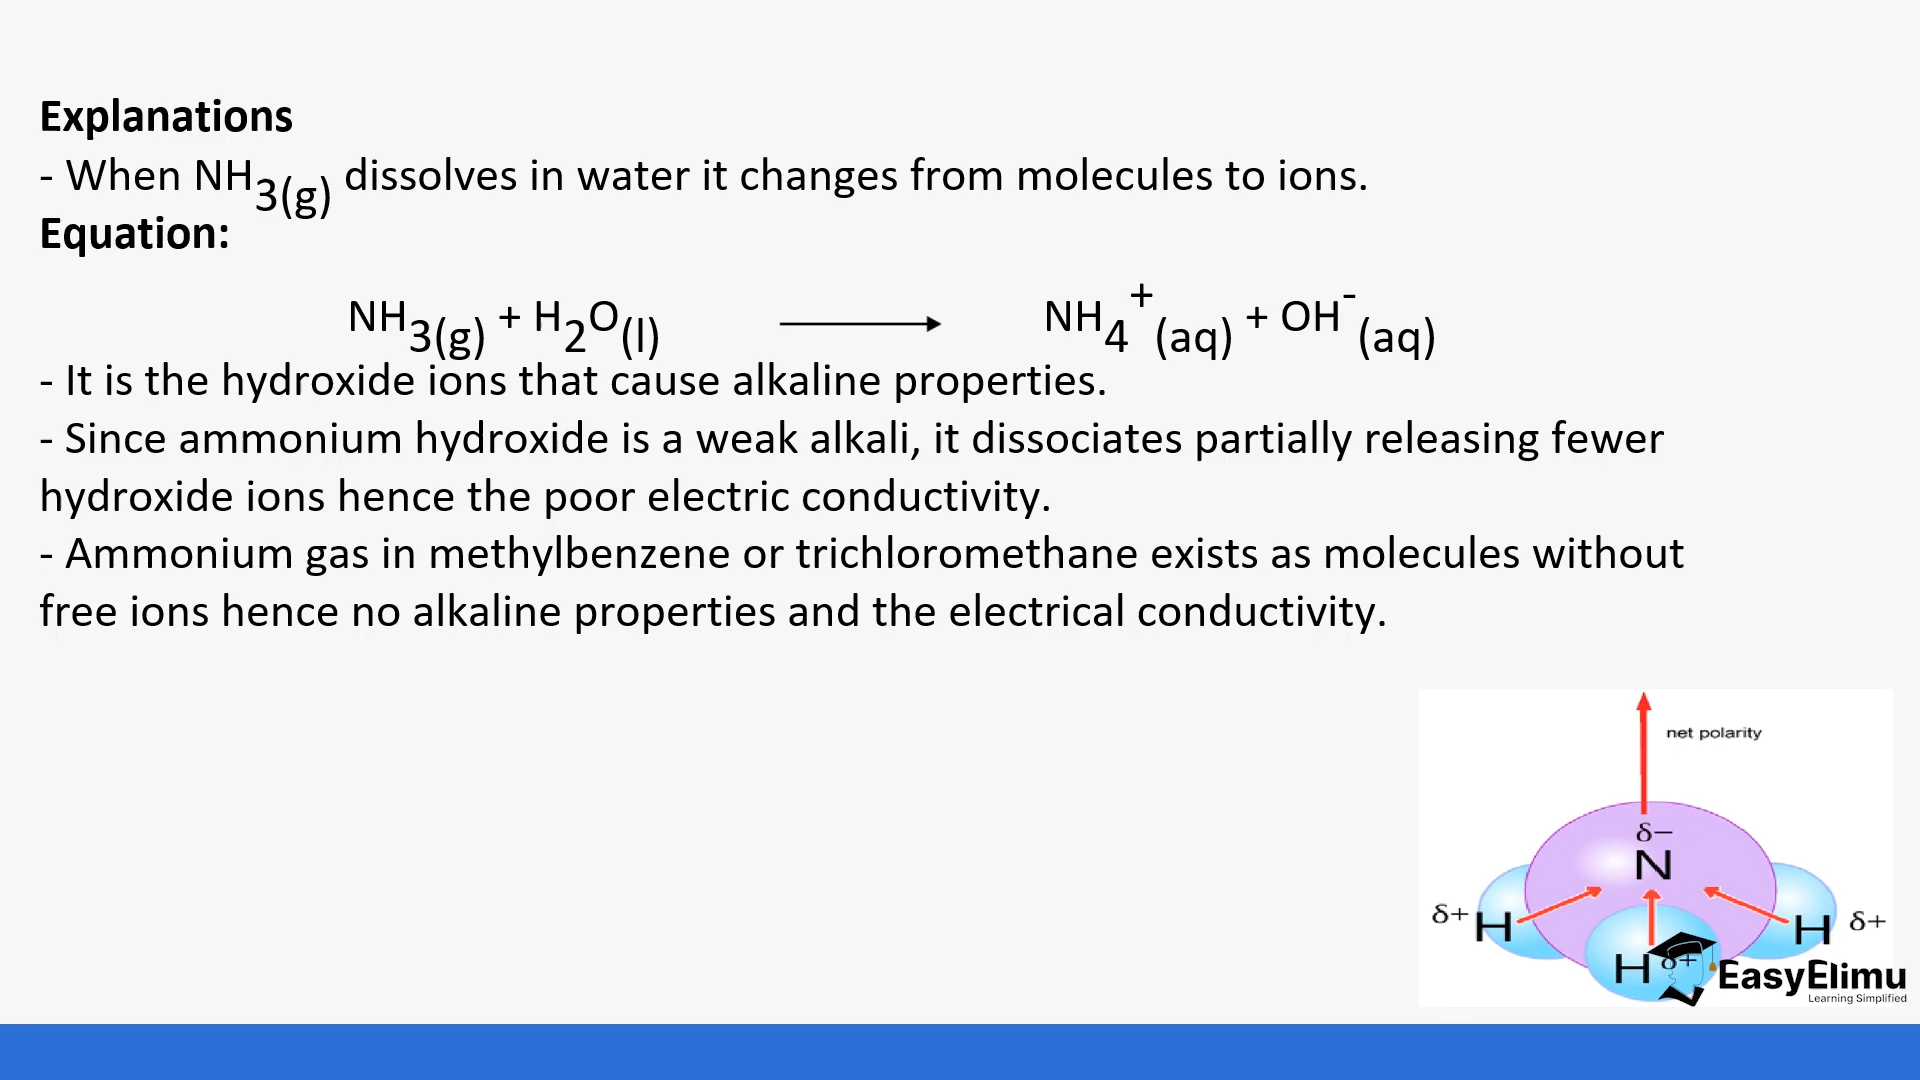 Explanations
- When NH3(g) dissolves in water it changes from molecules to ions.
Equation:
NH3(g) + H2O(l) → NH4+(aq) + OH-(aq)
- It is the hydroxide ions that cause alkaline properties.
- Since ammonium hydroxide is a weak alkali, it dissociates partially releasing fewer
hydroxide ions hence the poor electric conductivity.
- Ammonium gas in methylbenzene or trichloromethane exists as molecules without
free ions hence no alkaline properties and the electrical conductivity.
net polarity
δ−
N
δ+ H
H δ+
H δ+
EasyElimu
Learning Simplified